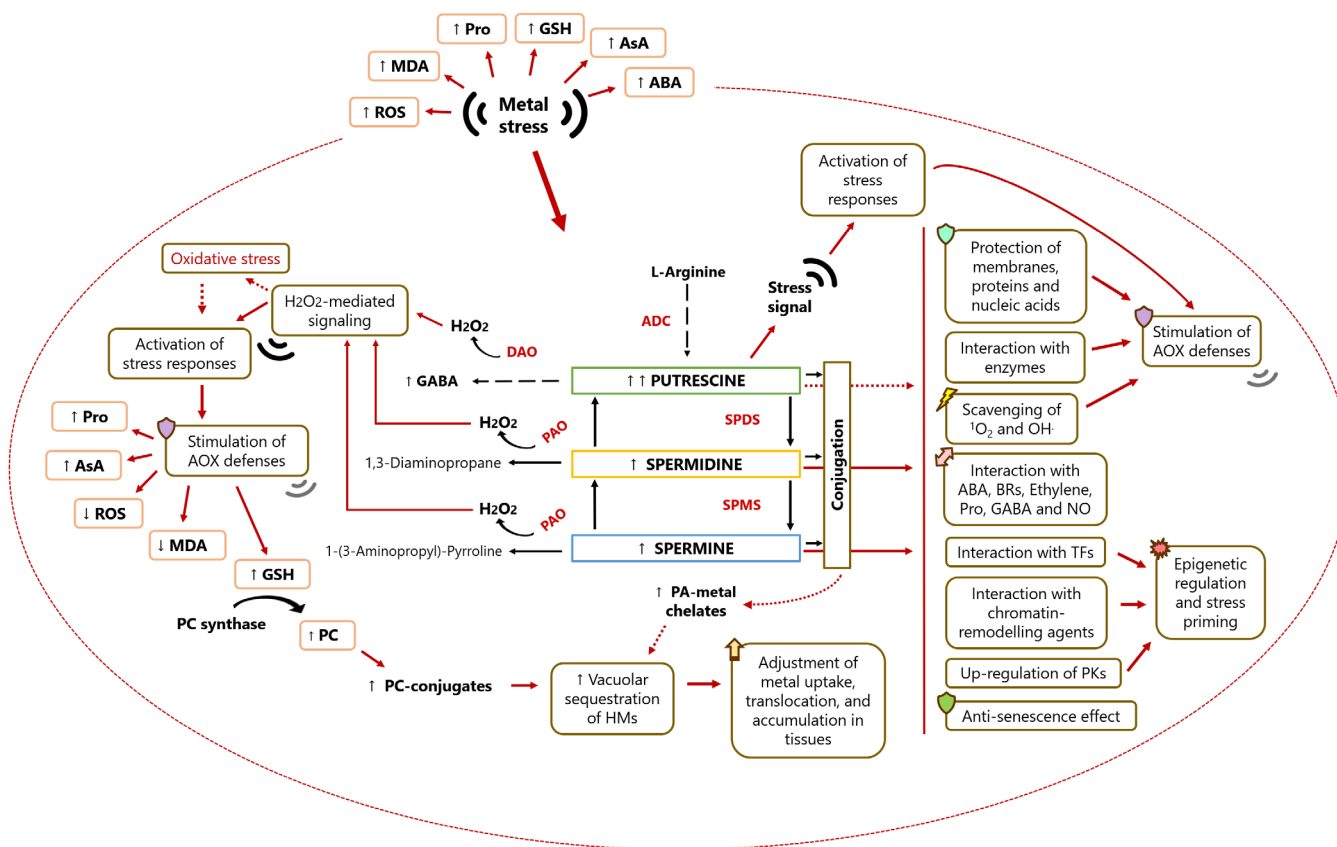 ↑ Pro
↑ GSH
↑ AsA
↑ MDA
↑ ABA
↑ ROS
Metal
stress
Activation of
stress
responses
Oxidative stress
H2O2-mediated
signaling
Activation of
stress responses
L-Arginine
ADC
Stress
signal
H2O2
DAO
↑ GABA
↑ ↑ PUTRESCINE
H2O2
PAO
SPDS
1,3-Diaminopropane
↑ SPERMIDINE
H2O2
PAO
SPMS
1-(3-Aminopropyl)-Pyrroline
↑ SPERMINE
Conjugation
↑ Pro
↑ AsA
↓ ROS
↓ MDA
↑ GSH
Stimulation of
AOX defenses
PC synthase
↑ PC
↑ PC-conjugates
↑ PA-metal
chelates
↑ Vacuolar
sequestration
of HMs
Adjustment of
metal uptake,
translocation, and
accumulation in
tissues
Protection of
membranes,
proteins and
nucleic acids
Interaction with
enzymes
Scavenging of
¹O₂ and OH·
Stimulation of
AOX defenses
Interaction with
ABA, BRs, Ethylene,
Pro, GABA and NO
Interaction with TFs
Interaction with
chromatin-
remodelling agents
Up-regulation of PKs
Anti-senescence effect
Epigenetic
regulation
and stress
priming